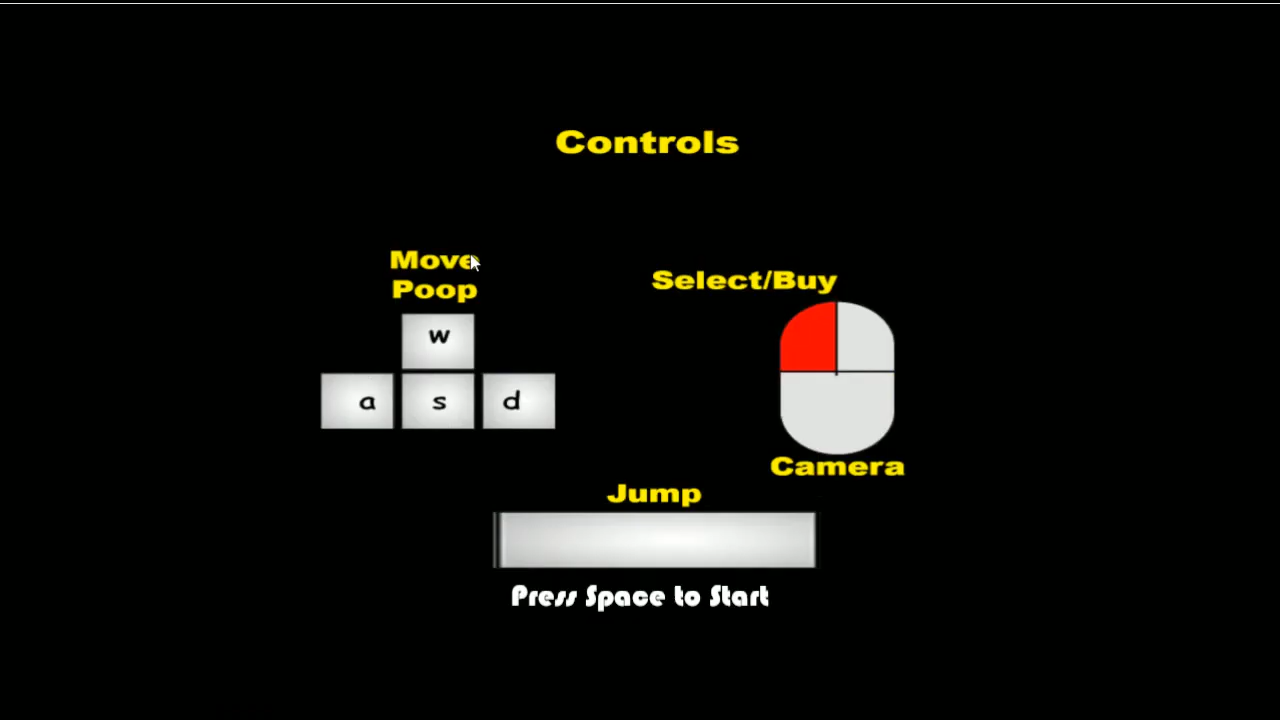 Controls
Move
Poop
Select/Buy
w
a s d
Camera
Jump
Press Space to Start